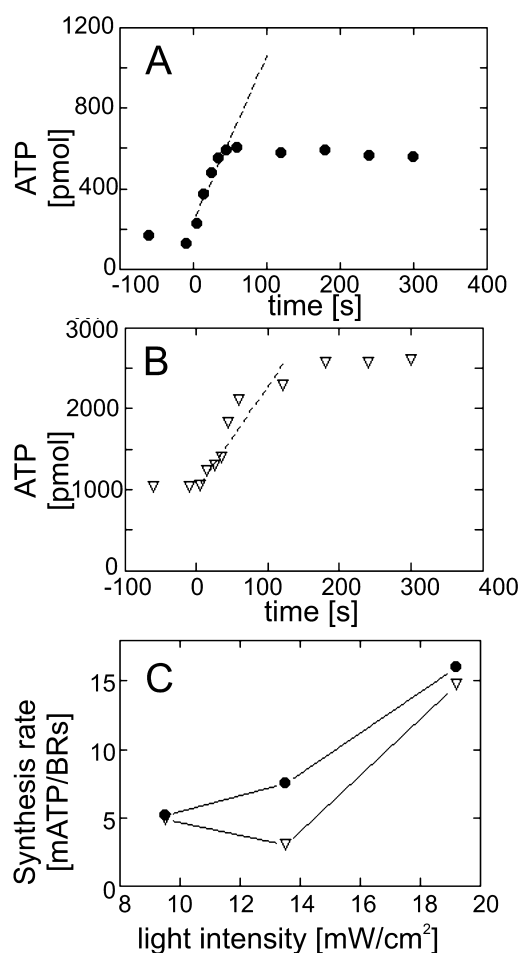 1200
A
800
ATP
[pmol]
400
0
-100 0 100 200 300 400
time [s]
3000
B
2000
ATP
[pmol]
1000
0
-100 0 100 200 300 400
time [s]
C
15
Synthesis rate
[mATP/BRs]
10
5
0
8 10 12 14 16 18 20
light intensity [mW/cm²]